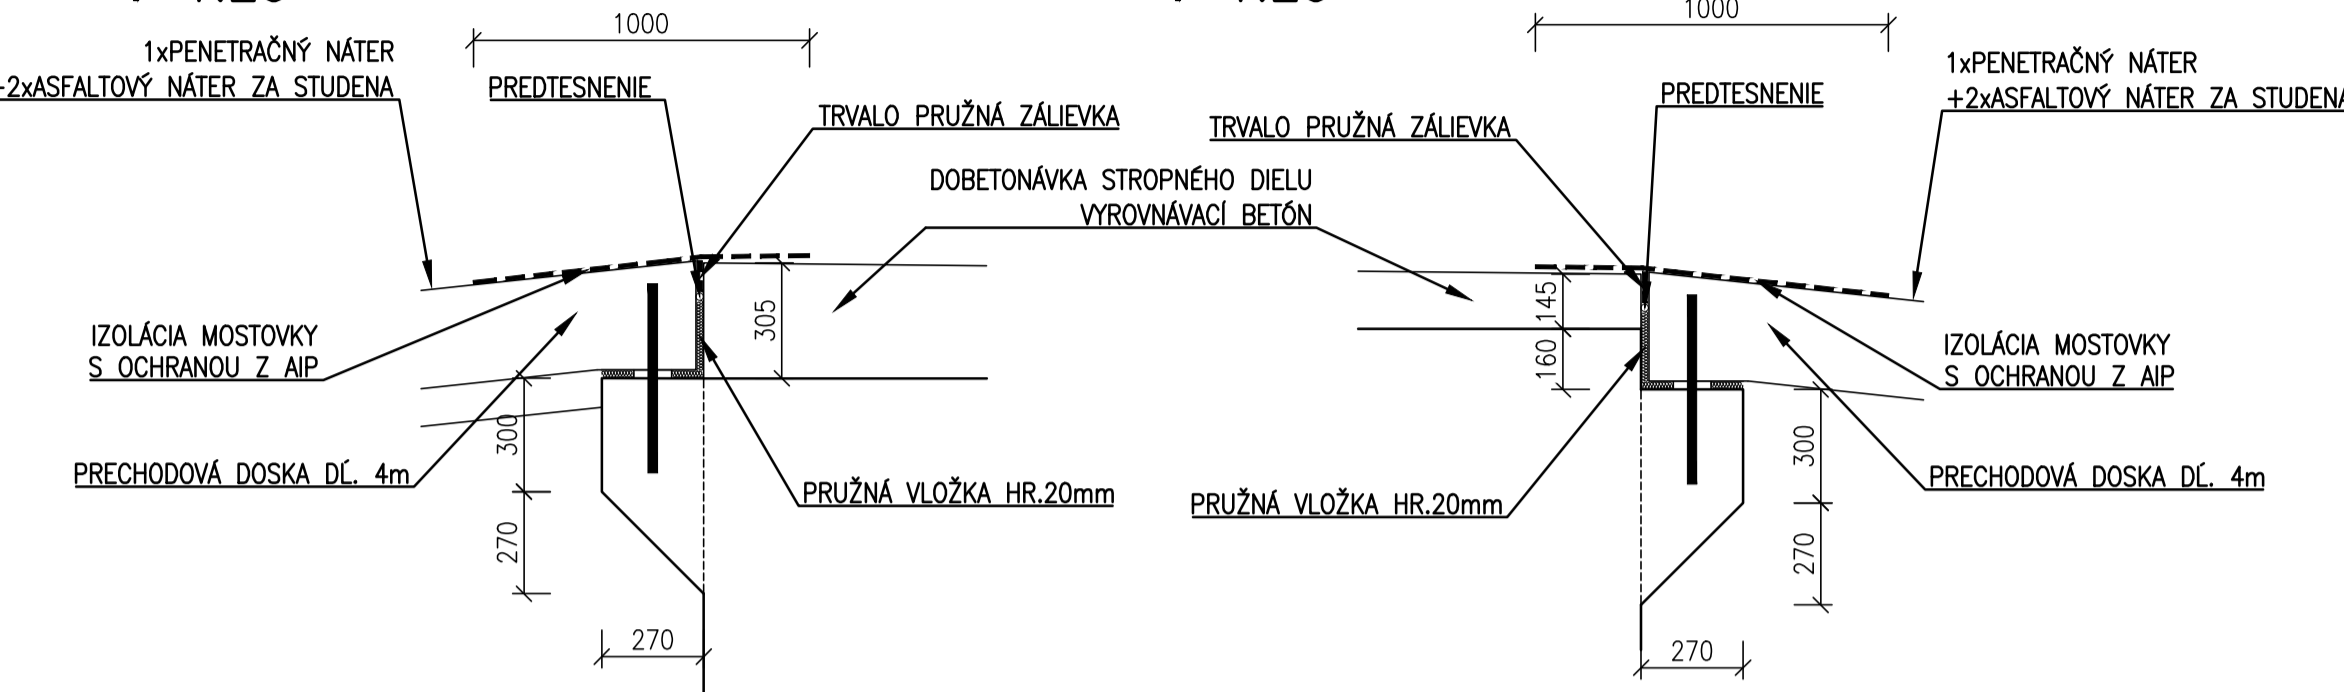 1000
1xPENETRAČNÝ NÁTER
+2xASFALTOVÝ NÁTER ZA STUDENA
PREDTESNENIE
TRVALO PRUŽNÁ ZÁLIEVKA
DOBETONÁVKA STROPNÉHO DIELU
VYROVNÁVACÍ BETÓN
305
IZOLÁCIA MOSTOVKY
S OCHRANOU Z AIP
300
PRECHODOVÁ DOSKA DĹ. 4m
PRUŽNÁ VLOŽKA HR.20mm
270
270
1000
1xPENETRAČNÝ NÁTER
+2xASFALTOVÝ NÁTER ZA STUDENA
PREDTESNENIE
TRVALO PRUŽNÁ ZÁLIEVKA
145
160
IZOLÁCIA MOSTOVKY
S OCHRANOU Z AIP
300
PRECHODOVÁ DOSKA DĹ. 4m
PRUŽNÁ VLOŽKA HR.20mm
270
270